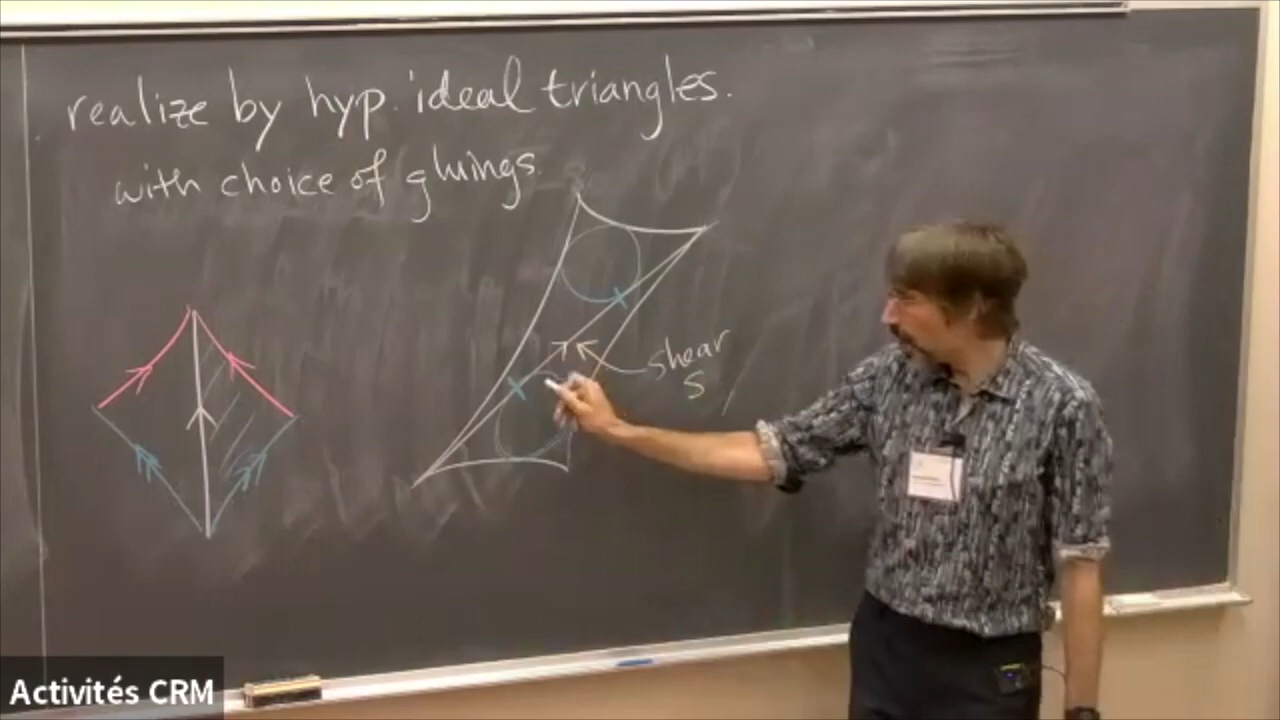 realize by hyp. ideal triangles.
with choice of gluings.
shear
s
Activités CRM